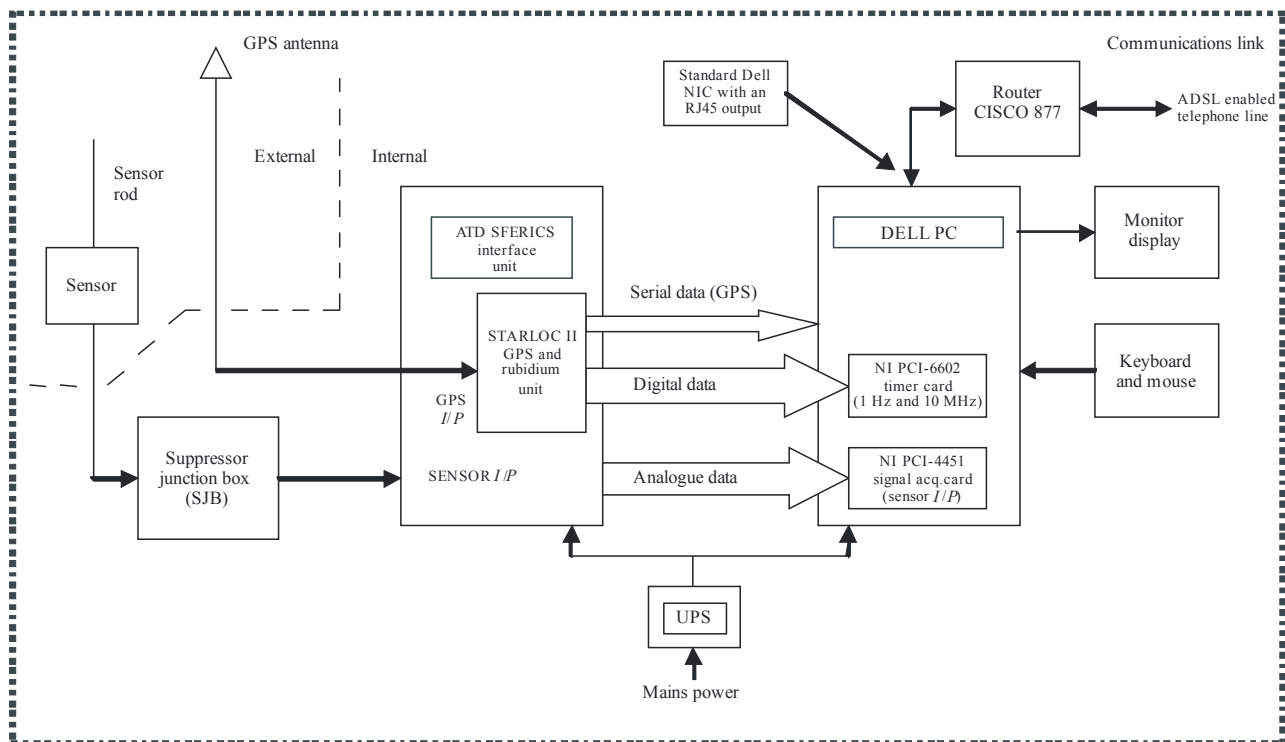 GPS antenna
Communications link
Standard Dell
NIC with an
RJ45 output
Router
CISCO 877
ADSL enabled
telephone line
External
Internal
Sensor
rod
ATD SFERICS
interface
unit
DELL PC
Monitor
display
Sensor
Serial data (GPS)
STARLOC II
GPS and
rubidium
unit
Digital data
NI PCI-6602
timer card
(1 Hz and 10 MHz)
Keyboard
and mouse
GPS
I/P
Suppressor
junction box
(SJB)
SENSOR I/P
Analogue data
NI PCI-4451
signal acq.card
(sensor I/P)
UPS
Mains power